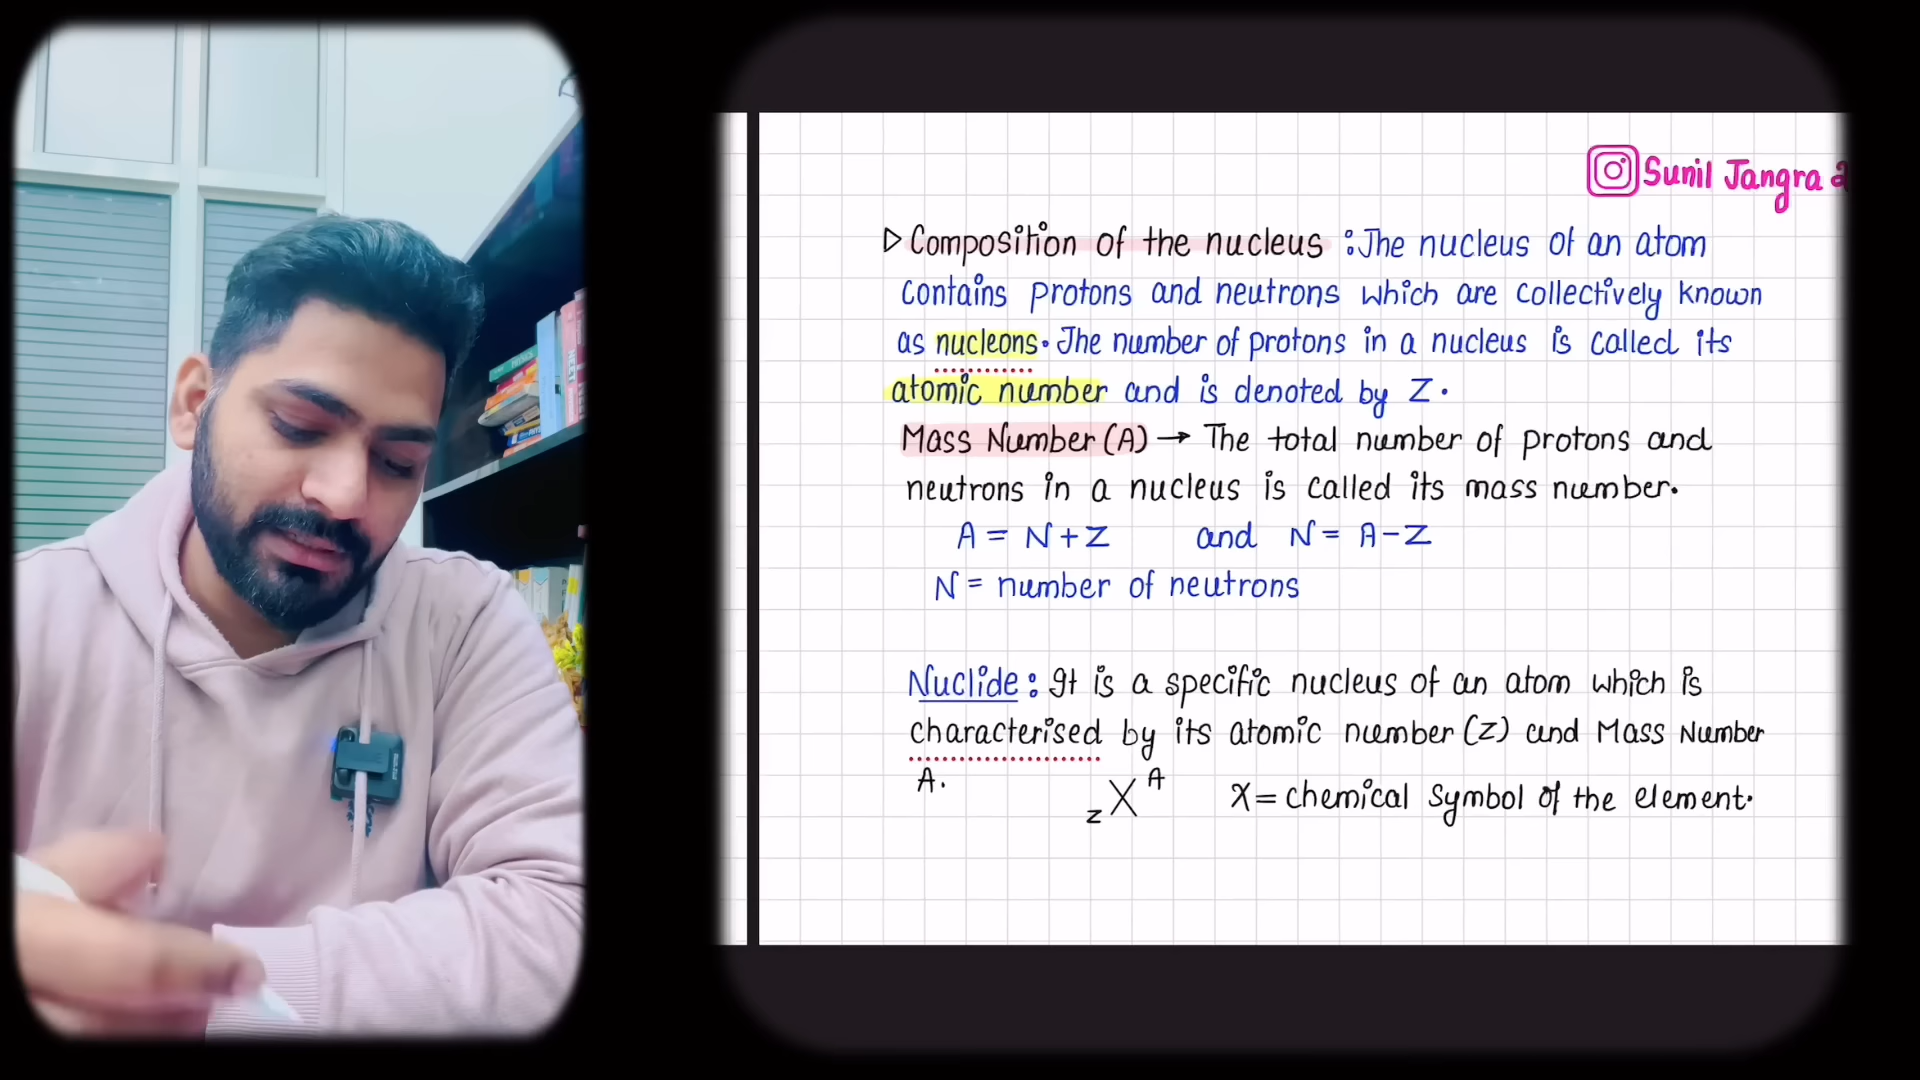 Sunil Jangra
▷ Composition of the nucleus : The nucleus of an atom
contains protons and neutrons which are collectively known
as nucleons. The number of protons in a nucleus is called its
atomic number and is denoted by Z.
Mass Number (A) → The total number of protons and
neutrons in a nucleus is called its mass number.
A = N + Z and N = A - Z
N = number of neutrons
Nuclide : It is a specific nucleus of an atom which is
characterised by its atomic number (Z) and Mass Number
A.
zX^A X = chemical symbol of the element.